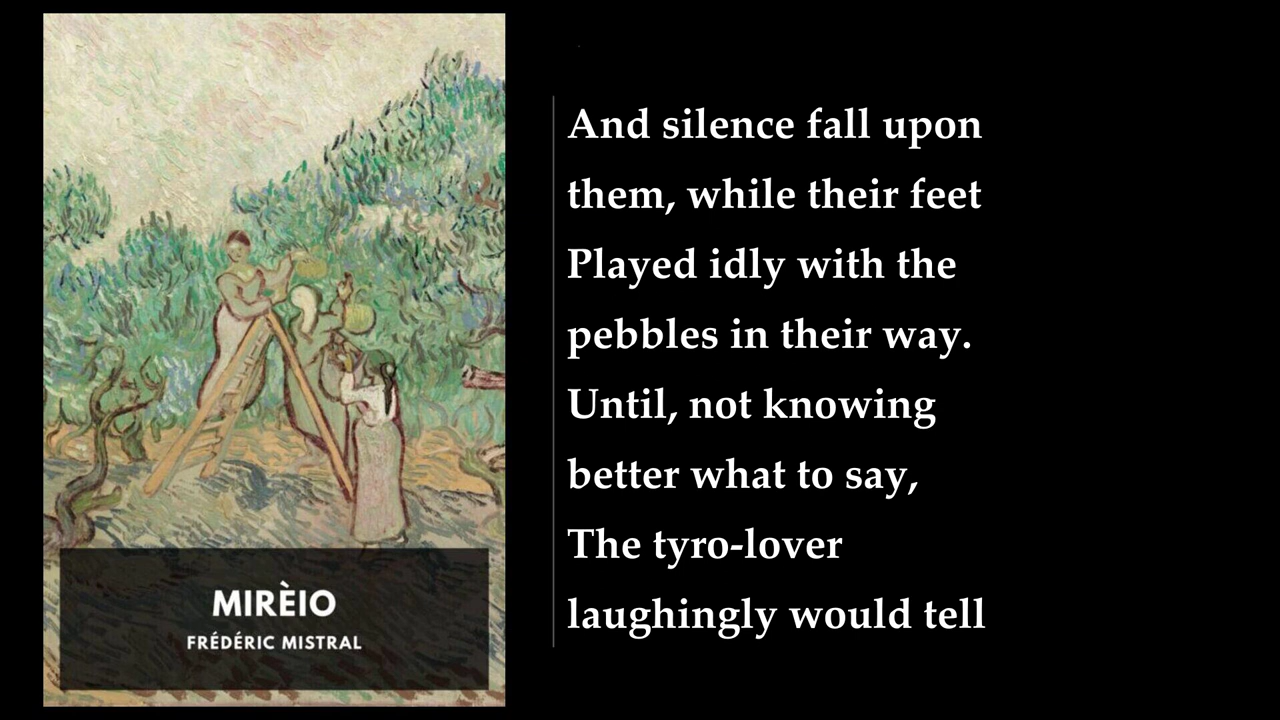 MIRÈIO
FRÉDÉRIC MISTRAL
And silence fall upon
them, while their feet
Played idly with the
pebbles in their way.
Until, not knowing
better what to say,
The tyro-lover
laughingly would tell